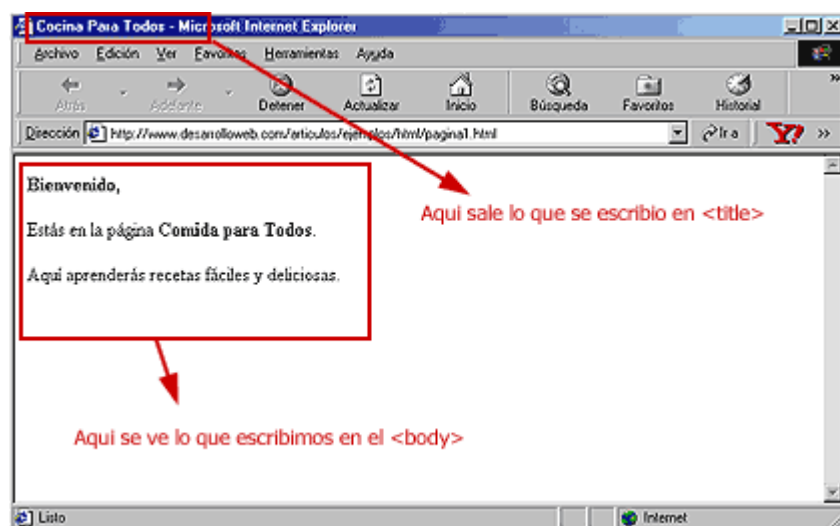 Cocina Para Todos - Microsoft Internet Explorer
Archivo Edición Ver Favoritos Herramientas Ayuda
Atrás Adelante Detener Actualizar Inicio Búsqueda Favoritos Historial »
Dirección http://www.desarrolloweb.com/articulos/ejemplos/html/pagina1.html Ir a Y! »
Bienvenido,
Estás en la página Comida para Todos.
Aquí aprenderás recetas fáciles y deliciosas.
Aqui sale lo que se escribio en <title>
Aqui se ve lo que escribimos en el <body>
Listo Internet